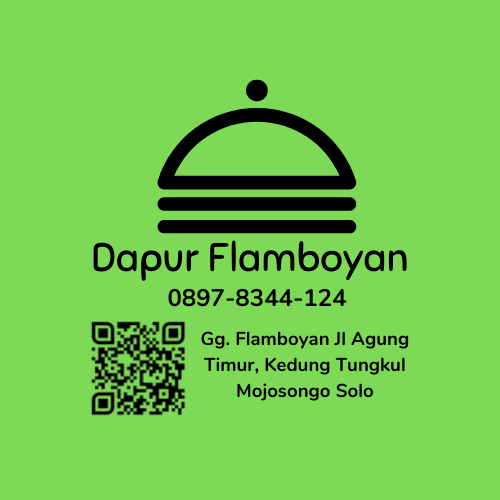 Dapur Flamboyan
0897-8344-124
Gg. Flamboyan Jl Agung
Timur, Kedung Tungkul
Mojosongo Solo